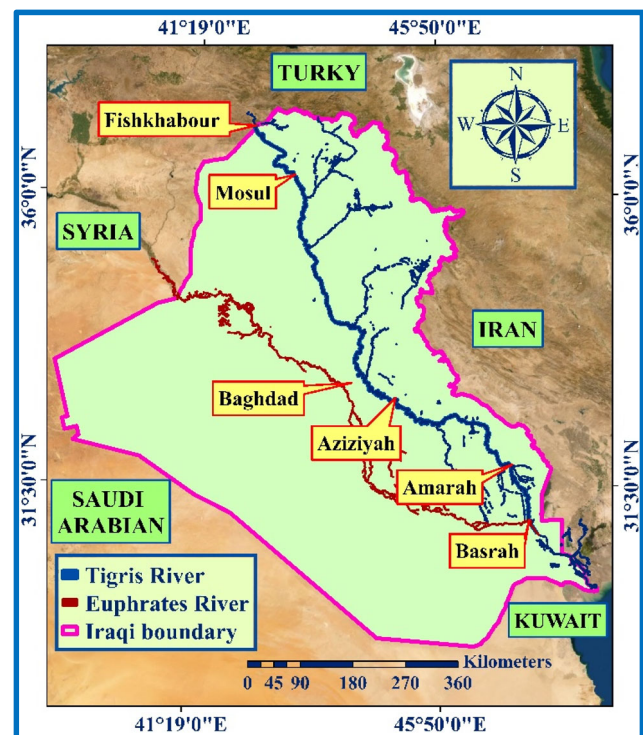 41°19'0"E
45°50'0"E
TURKY
N
W
E
S
Fishkhabour
36°0'0"N
36°0'0"N
Mosul
SYRIA
IRAN
Baghdad
Aziziyah
31°30'0"N
31°30'0"N
Amarah
SAUDI
ARABIAN
Basrah
Tigris River
Euphrates River
Iraqi boundary
KUWAIT
Kilometers
0 45 90 180 270 360
41°19'0"E
45°50'0"E